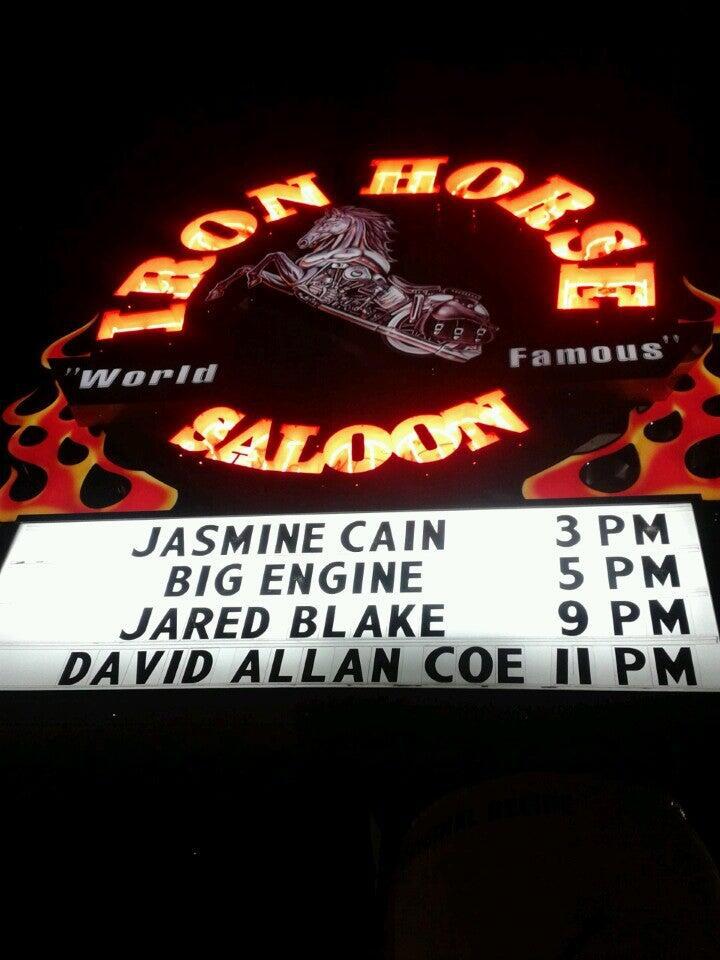 IRON HORSE
"World Famous"
SALOON
JASMINE CAIN 3 PM
BIG ENGINE 5 PM
JARED BLAKE 9 PM
DAVID ALLAN COE 11 PM